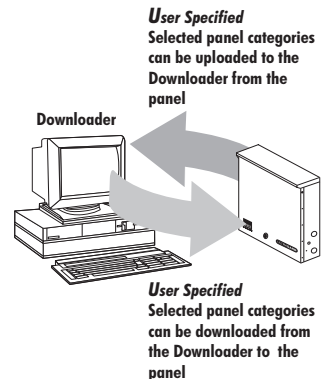 User Specified
Selected panel categories
can be uploaded to the
Downloader from the
panel
Downloader
User Specified
Selected panel categories
can be downloaded from
the Downloader to the
panel